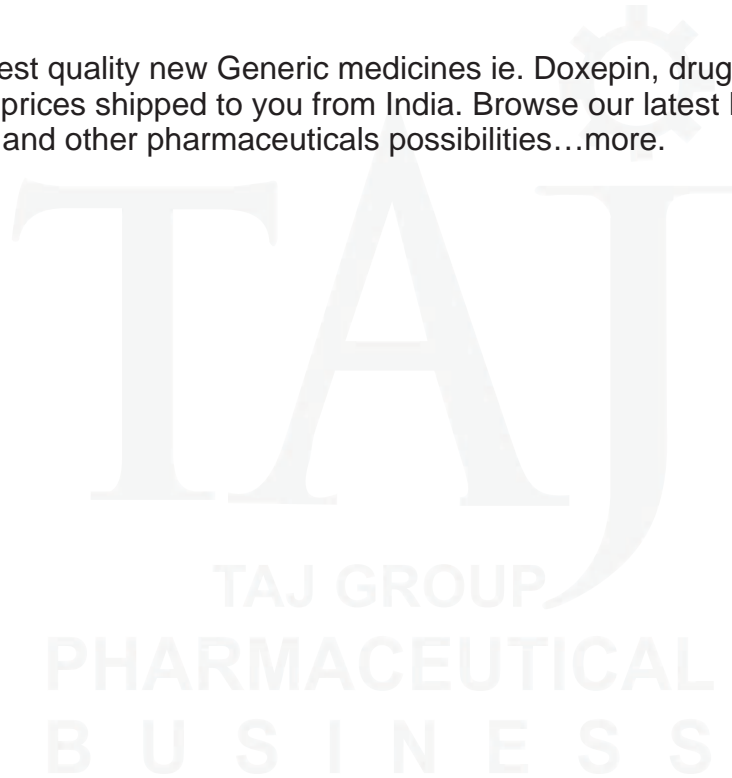 est quality new Generic medicines ie. Doxepin, drug
prices shipped to you from India. Browse our latest
and other pharmaceuticals possibilities…more.
TAJ
TAJ GROUP
PHARMACEUTICAL
BUSINESS